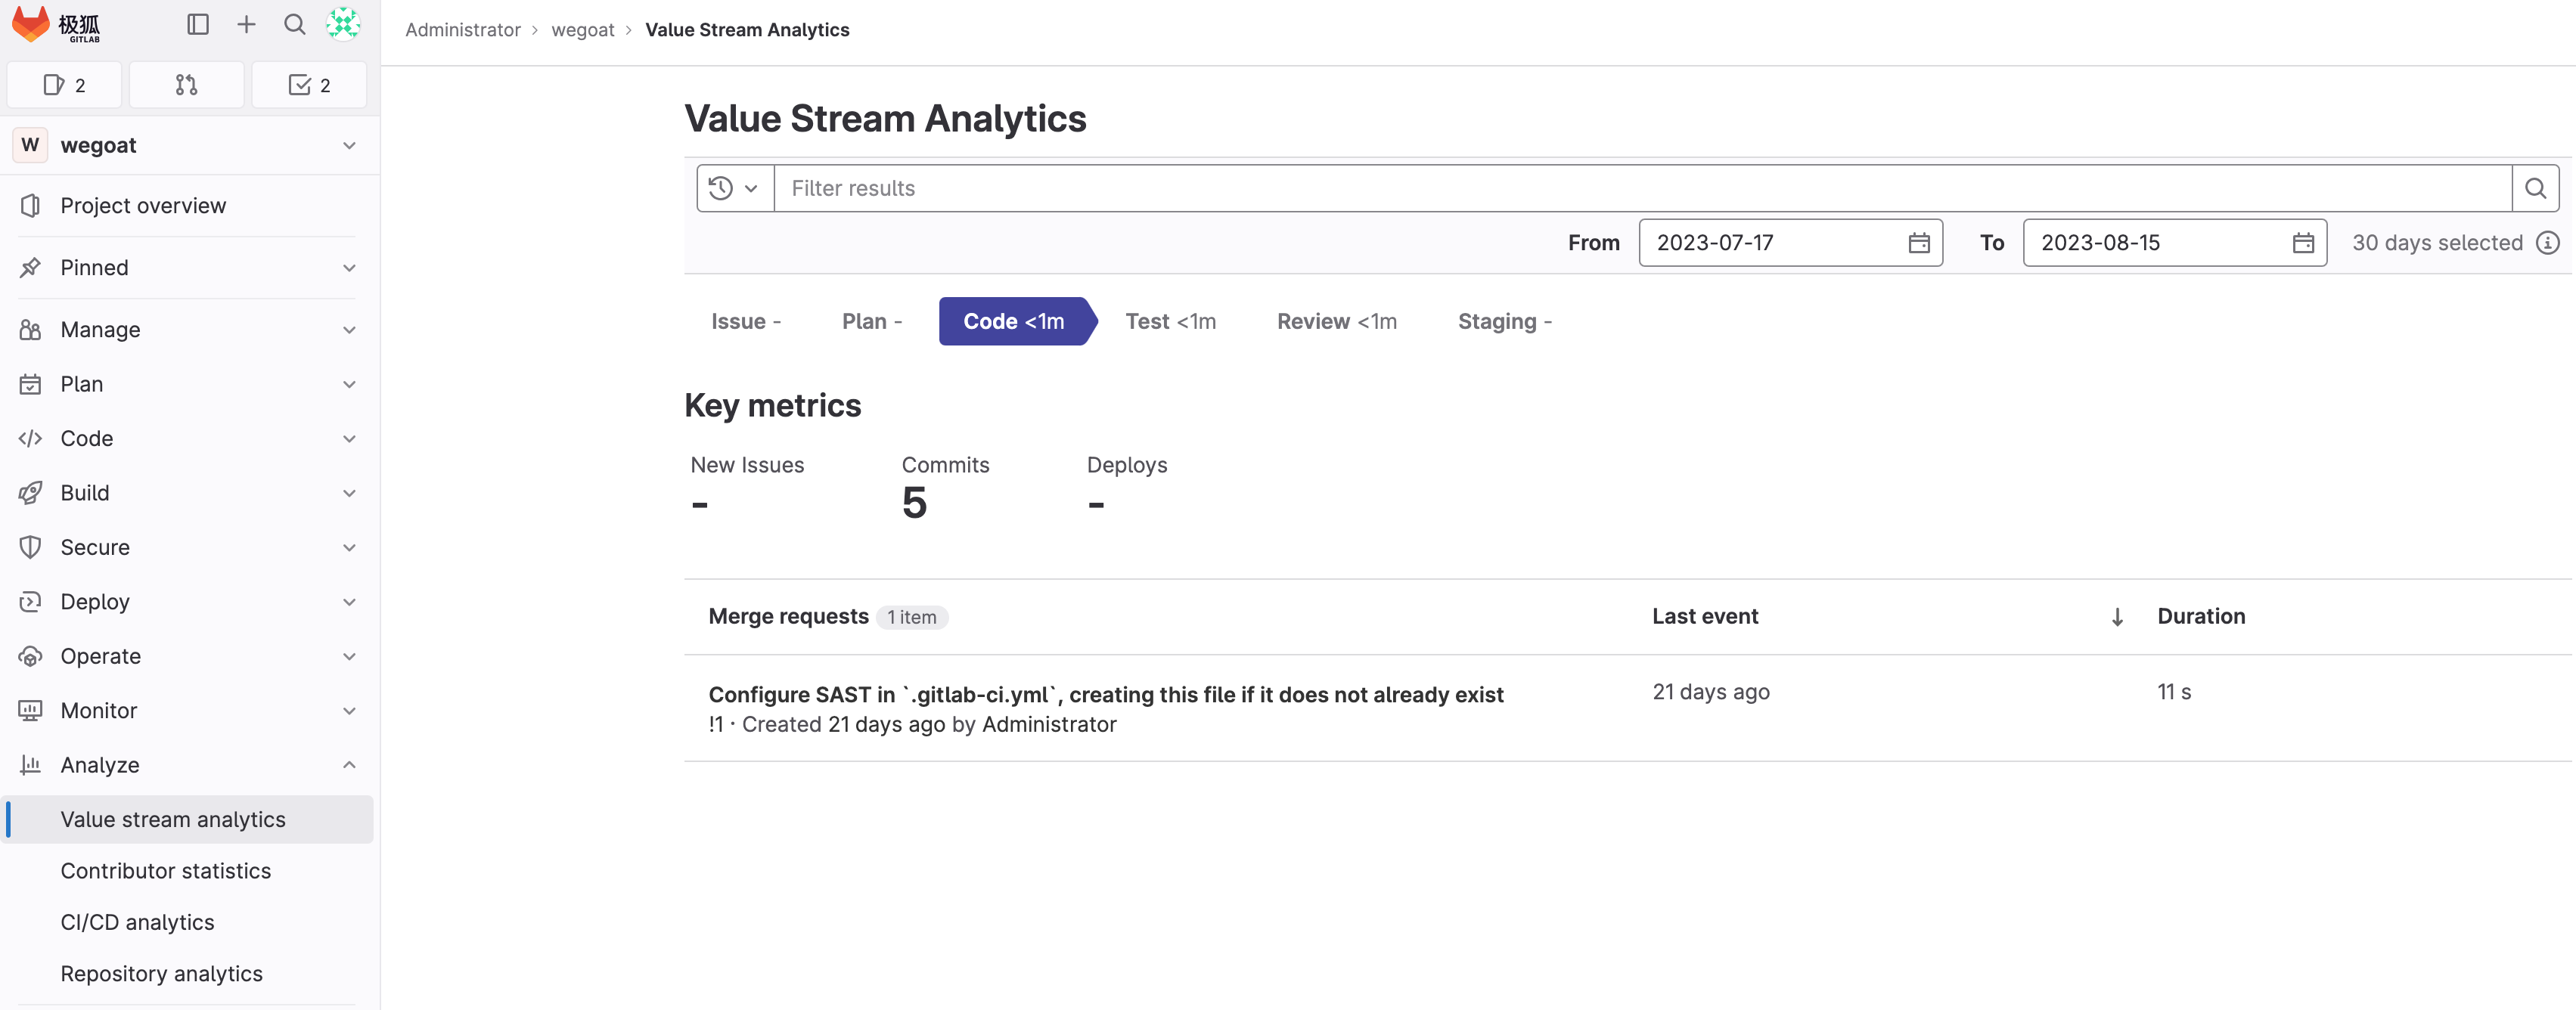 极狐
GITLAB
2
2
W wegoat
Project overview
Pinned
Manage
Plan
Code
Build
Secure
Deploy
Operate
Monitor
Analyze
Value stream analytics
Contributor statistics
CI/CD analytics
Repository analytics
Administrator > wegoat > Value Stream Analytics
Value Stream Analytics
Filter results
From 2023-07-17 To 2023-08-15 30 days selected
Issue - Plan - Code <1m Test <1m Review <1m Staging -
Key metrics
New Issues Commits Deploys
- 5 -
Merge requests 1 item Last event ↓ Duration
Configure SAST in `.gitlab-ci.yml`, creating this file if it does not already exist 21 days ago 11 s
!1 · Created 21 days ago by Administrator